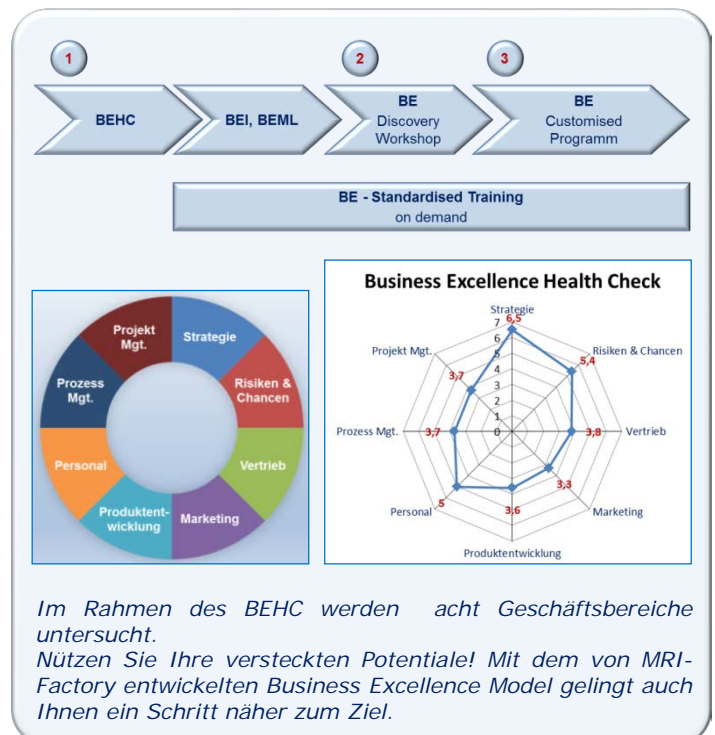 1
2
3
BEHC
BEI, BEML
BE
Discovery
Workshop
BE
Customised
Programm
BE - Standardised Training
on demand
Projekt
Mgt.
Strategie
Risiken &
Chancen
Vertrieb
Marketing
Produktent-
wicklung
Personal
Prozess
Mgt.
Business Excellence Health Check
Strategie
6,5
7
6
5
4
3
2
1
0
Risiken & Chancen
5,4
Vertrieb
3,8
Marketing
3,3
Produktentwicklung
3,6
Personal
5
Prozess Mgt.
3,7
Projekt Mgt.
3,7
Im Rahmen des BEHC werden acht Geschäftsbereiche
untersucht.
Nützen Sie Ihre versteckten Potentiale! Mit dem von MRI-
Factory entwickelten Business Excellence Model gelingt auch
Ihnen ein Schritt näher zum Ziel.